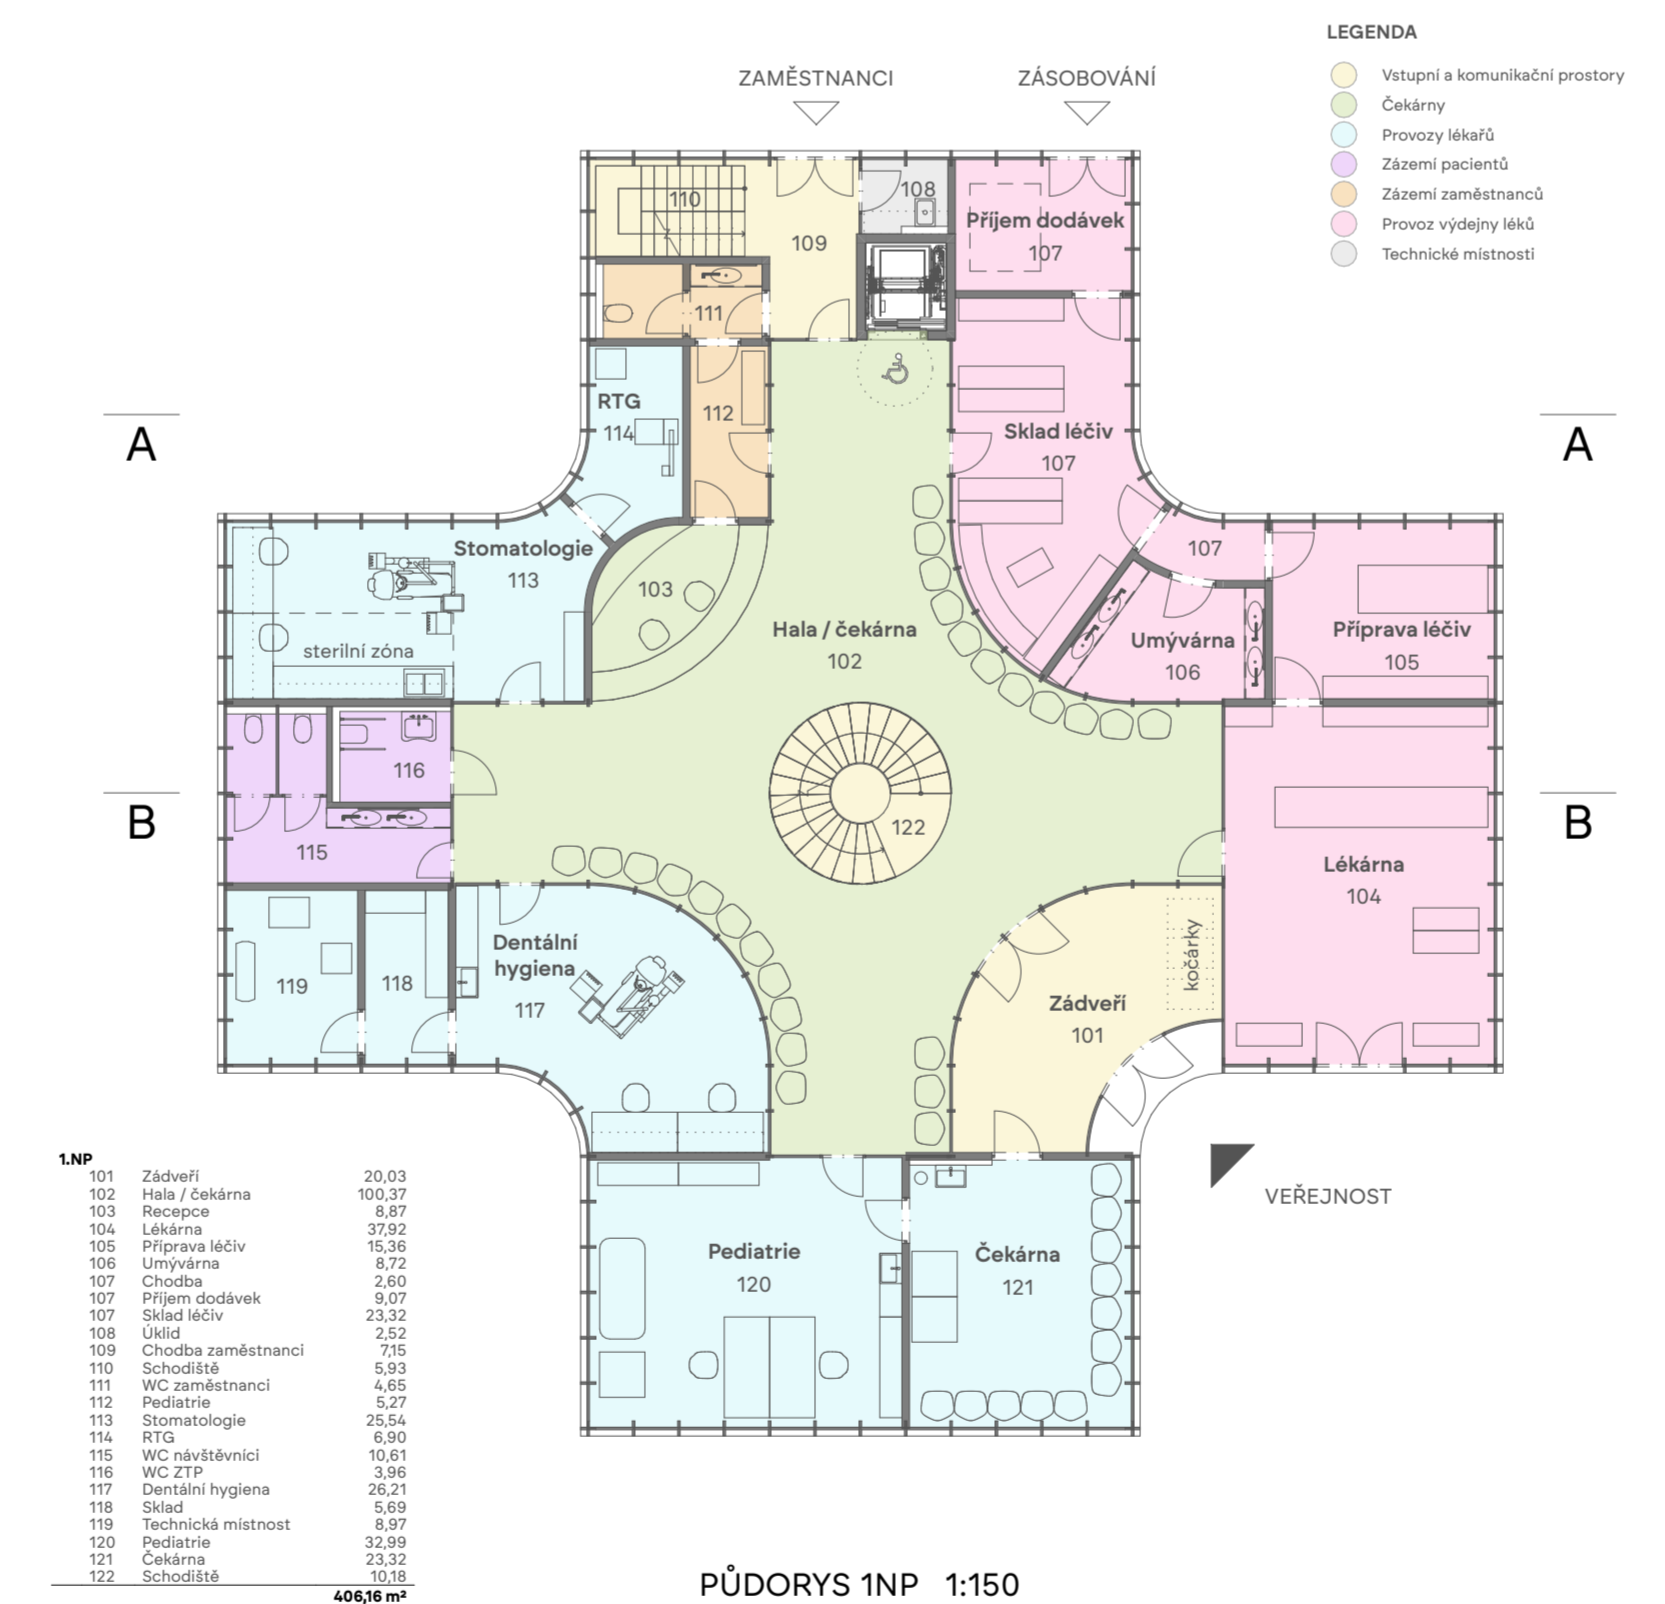 LEGENDA
Vstupní a komunikační prostory
Čekárny
Provozy lékařů
Zázemí pacientů
Zázemí zaměstnanců
Provoz výdejny léků
Technické místnosti
ZAMĚSTNANCI
ZÁSOBOVÁNÍ
110
109
108
Příjem dodávek
107
111
RTG
114
112
Sklad léčiv
107
A
A
Stomatologie
113
sterilní zóna
103
Hala / čekárna
102
107
Umývárna
106
Příprava léčiv
105
116
115
122
B
B
Lékárna
104
119
118
Dentální
hygiena
117
Zádveří
101
kočárky
VEŘEJNOST
Pediatrie
120
Čekárna
121
1.NP
101 Zádveří 20,03
102 Hala / čekárna 100,37
103 Recepce 8,87
104 Lékárna 37,92
105 Příprava léčiv 15,36
106 Umývárna 8,72
107 Chodba 2,60
107 Příjem dodávek 9,07
107 Sklad léčiv 23,32
108 Úklid 2,52
109 Chodba zaměstnanci 7,15
110 Schodiště 5,93
111 WC zaměstnanci 4,65
112 Pediatrie 5,27
113 Stomatologie 25,54
114 RTG 6,90
115 WC návštěvníci 10,61
116 WC ZTP 3,96
117 Dentální hygiena 26,21
118 Sklad 5,69
119 Technická místnost 8,97
120 Pediatrie 32,99
121 Čekárna 23,32
122 Schodiště 10,18
406,16 m²
PŮDORYS 1NP 1:150